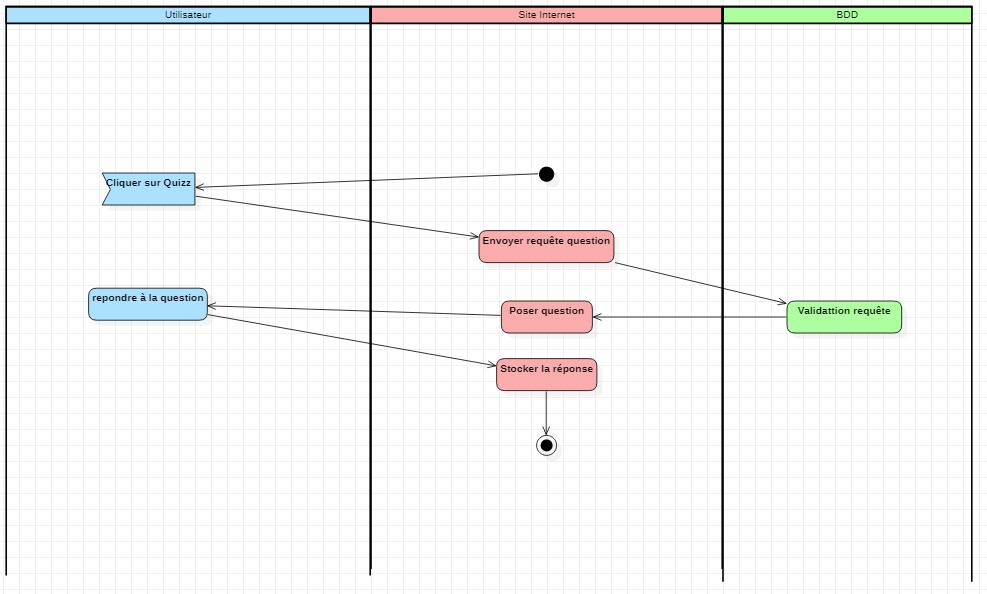 Utilisateur
Site Internet
BDD
Cliquer sur Quizz
Envoyer requête question
repondre à la question
Poser question
Validattion requête
Stocker la réponse